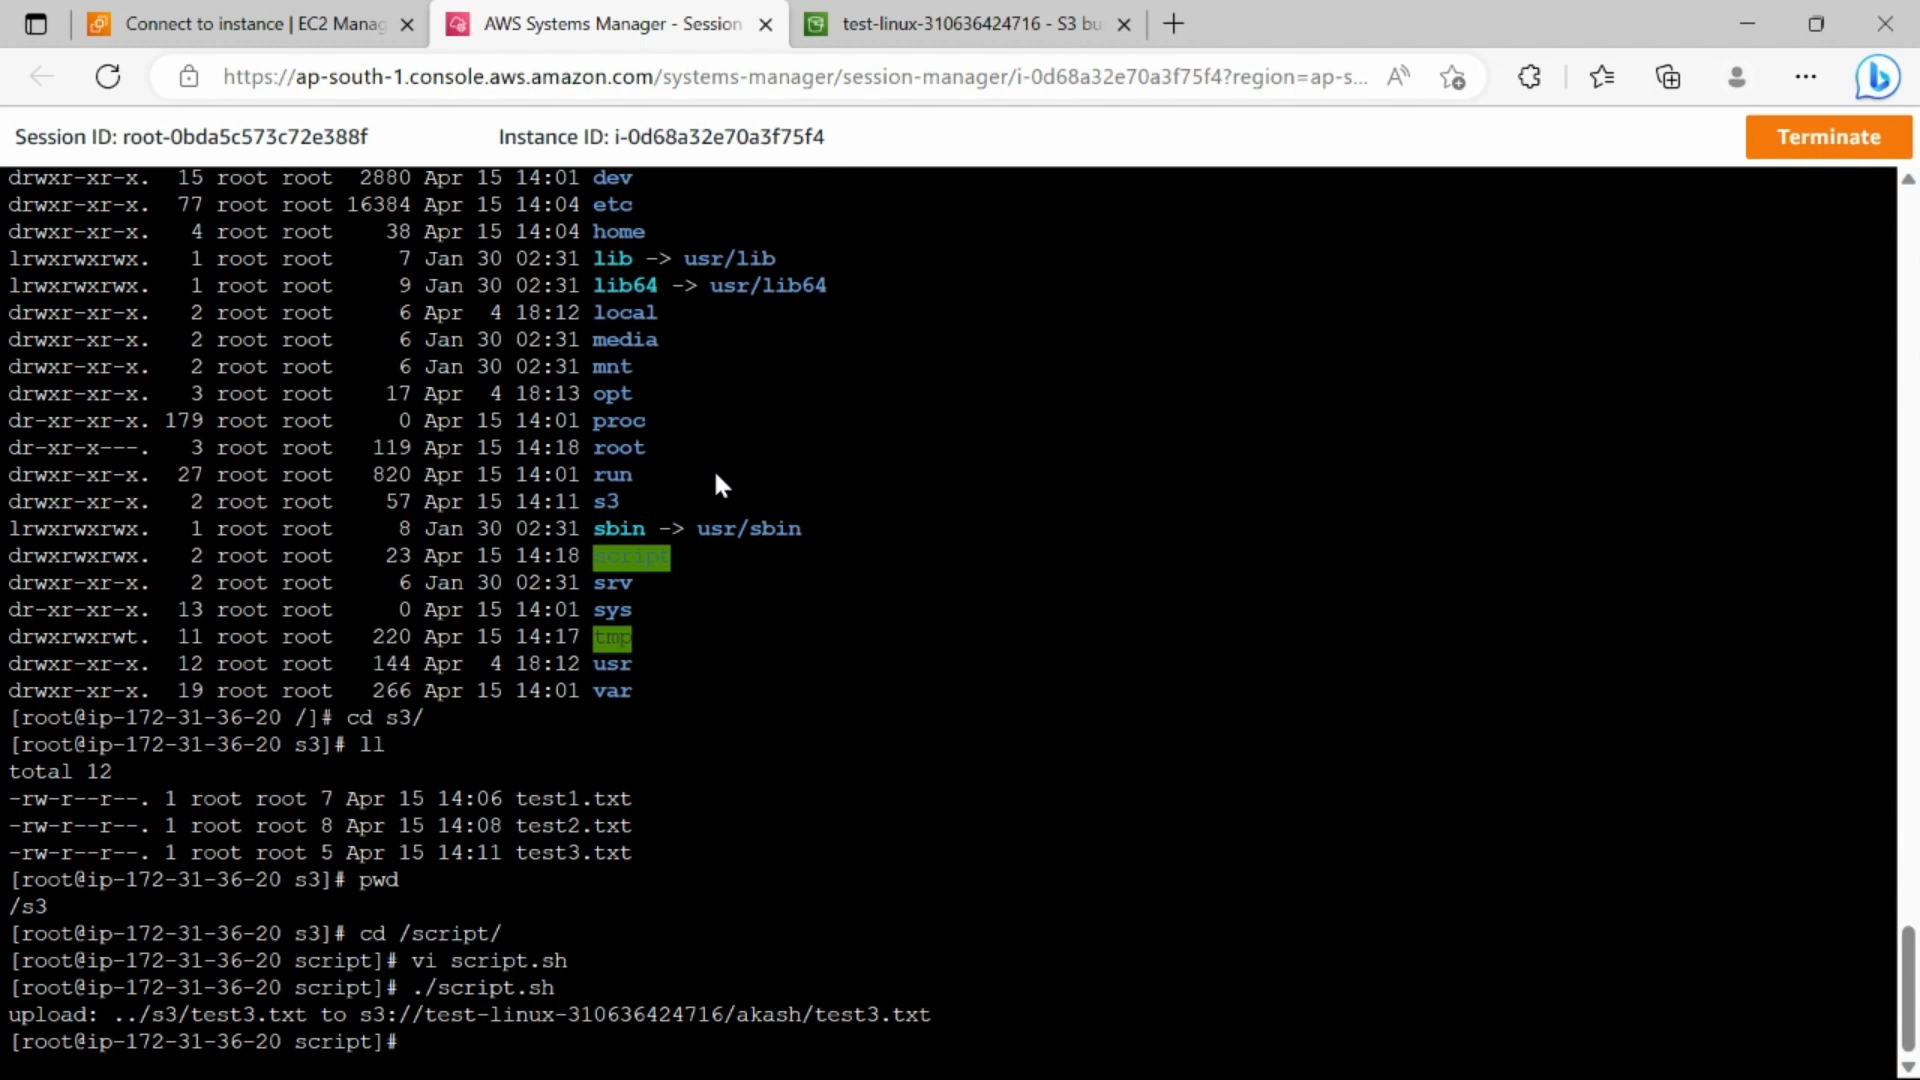 Connect to instance | EC2 Manag
AWS Systems Manager - Session
test-linux-310636424716 - S3 bu
https://ap-south-1.console.aws.amazon.com/systems-manager/session-manager/i-0d68a32e70a3f75f4?region=ap-s...
Session ID: root-0bda5c573c72e388f
Instance ID: i-0d68a32e70a3f75f4
Terminate
drwxr-xr-x.  15 root root  2880 Apr 15 14:01 dev
drwxr-xr-x.  77 root root 16384 Apr 15 14:04 etc
drwxr-xr-x.   4 root root    38 Apr 15 14:04 home
lrwxrwxrwx.   1 root root     7 Jan 30 02:31 lib -> usr/lib
lrwxrwxrwx.   1 root root     9 Jan 30 02:31 lib64 -> usr/lib64
drwxr-xr-x.   2 root root     6 Apr  4 18:12 local
drwxr-xr-x.   2 root root     6 Jan 30 02:31 media
drwxr-xr-x.   2 root root     6 Jan 30 02:31 mnt
drwxr-xr-x.   3 root root    17 Apr  4 18:13 opt
dr-xr-xr-x. 179 root root     0 Apr 15 14:01 proc
dr-xr-x---.   3 root root   119 Apr 15 14:18 root
drwxr-xr-x.  27 root root   820 Apr 15 14:01 run
drwxr-xr-x.   2 root root    57 Apr 15 14:11 s3
lrwxrwxrwx.   1 root root     8 Jan 30 02:31 sbin -> usr/sbin
drwxrwxrwx.   2 root root    23 Apr 15 14:18 script
drwxr-xr-x.   2 root root     6 Jan 30 02:31 srv
dr-xr-xr-x.  13 root root     0 Apr 15 14:01 sys
drwxrwxrwt.  11 root root   220 Apr 15 14:17 tmp
drwxr-xr-x.  12 root root   144 Apr  4 18:12 usr
drwxr-xr-x.  19 root root   266 Apr 15 14:01 var
[root@ip-172-31-36-20 /]# cd s3/
[root@ip-172-31-36-20 s3]# ll
total 12
-rw-r--r--. 1 root root 7 Apr 15 14:06 test1.txt
-rw-r--r--. 1 root root 8 Apr 15 14:08 test2.txt
-rw-r--r--. 1 root root 5 Apr 15 14:11 test3.txt
[root@ip-172-31-36-20 s3]# pwd
/s3
[root@ip-172-31-36-20 s3]# cd /script/
[root@ip-172-31-36-20 script]# vi script.sh
[root@ip-172-31-36-20 script]# ./script.sh
upload: ../s3/test3.txt to s3://test-linux-310636424716/akash/test3.txt
[root@ip-172-31-36-20 script]#